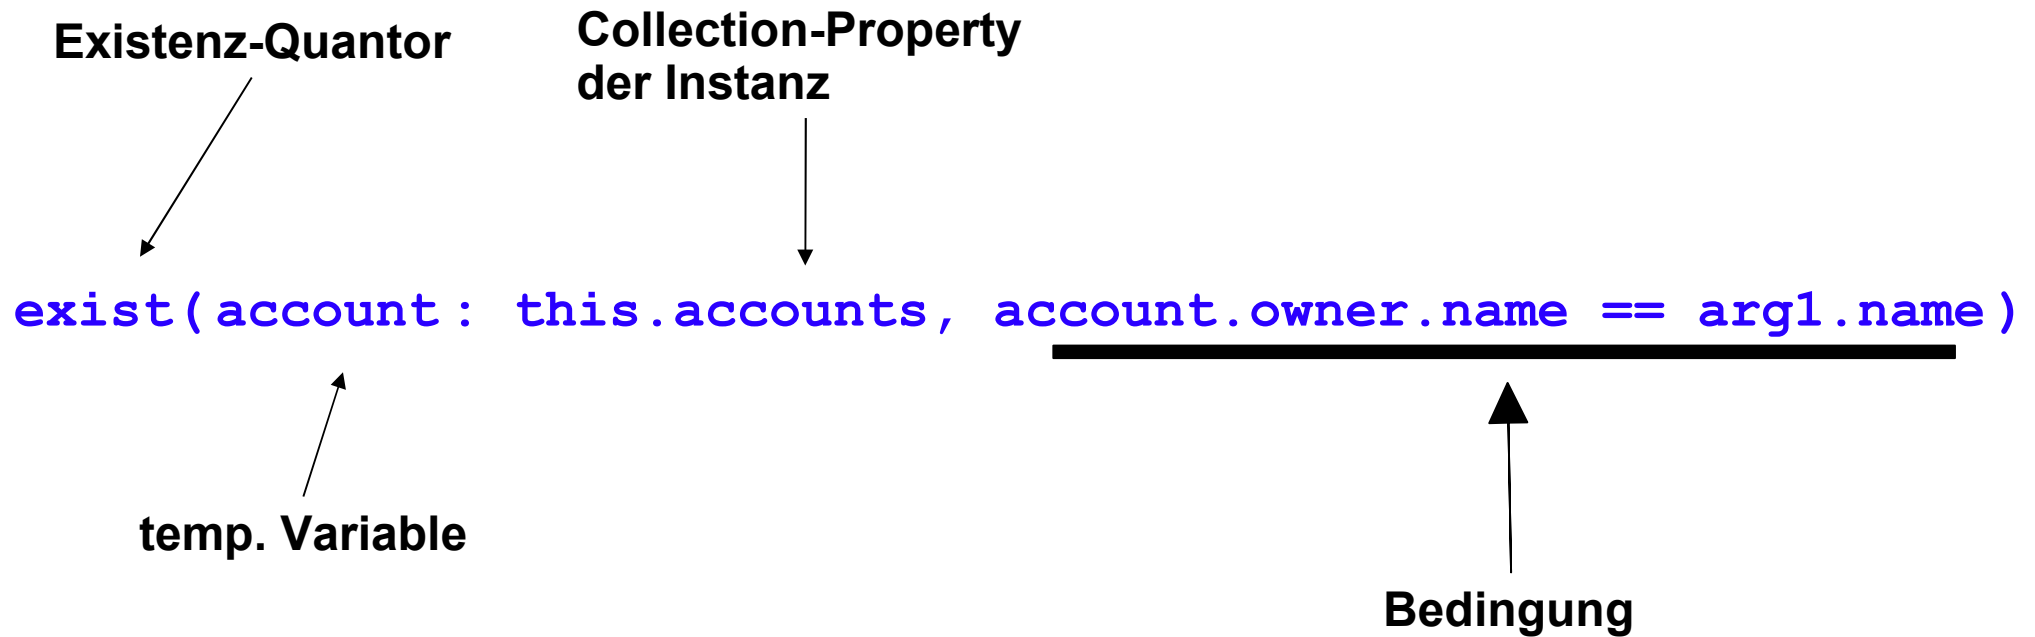 Existenz-Quantor
Collection-Property
der Instanz
exist(account: this.accounts, account.owner.name == arg1.name)
temp. Variable
Bedingung